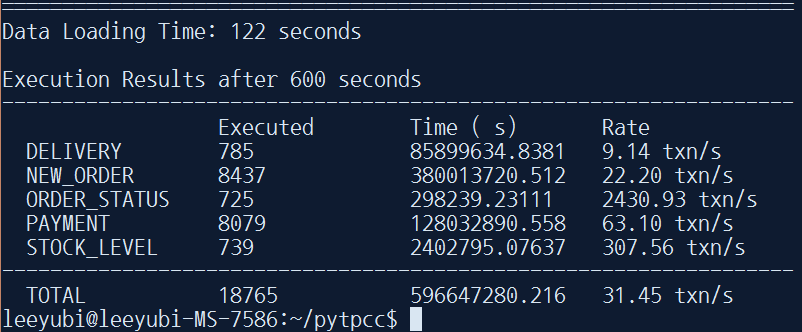 ==================================================================
Data Loading Time: 122 seconds
Execution Results after 600 seconds
------------------------------------------------------------------
Executed Time ( s) Rate
DELIVERY 785 85899634.8381 9.14 txn/s
NEW_ORDER 8437 380013720.512 22.20 txn/s
ORDER_STATUS 725 298239.23111 2430.93 txn/s
PAYMENT 8079 128032890.558 63.10 txn/s
STOCK_LEVEL 739 2402795.07637 307.56 txn/s
------------------------------------------------------------------
TOTAL 18765 596647280.216 31.45 txn/s
leeyubi@leeyubi-MS-7586:~/pytpcc$